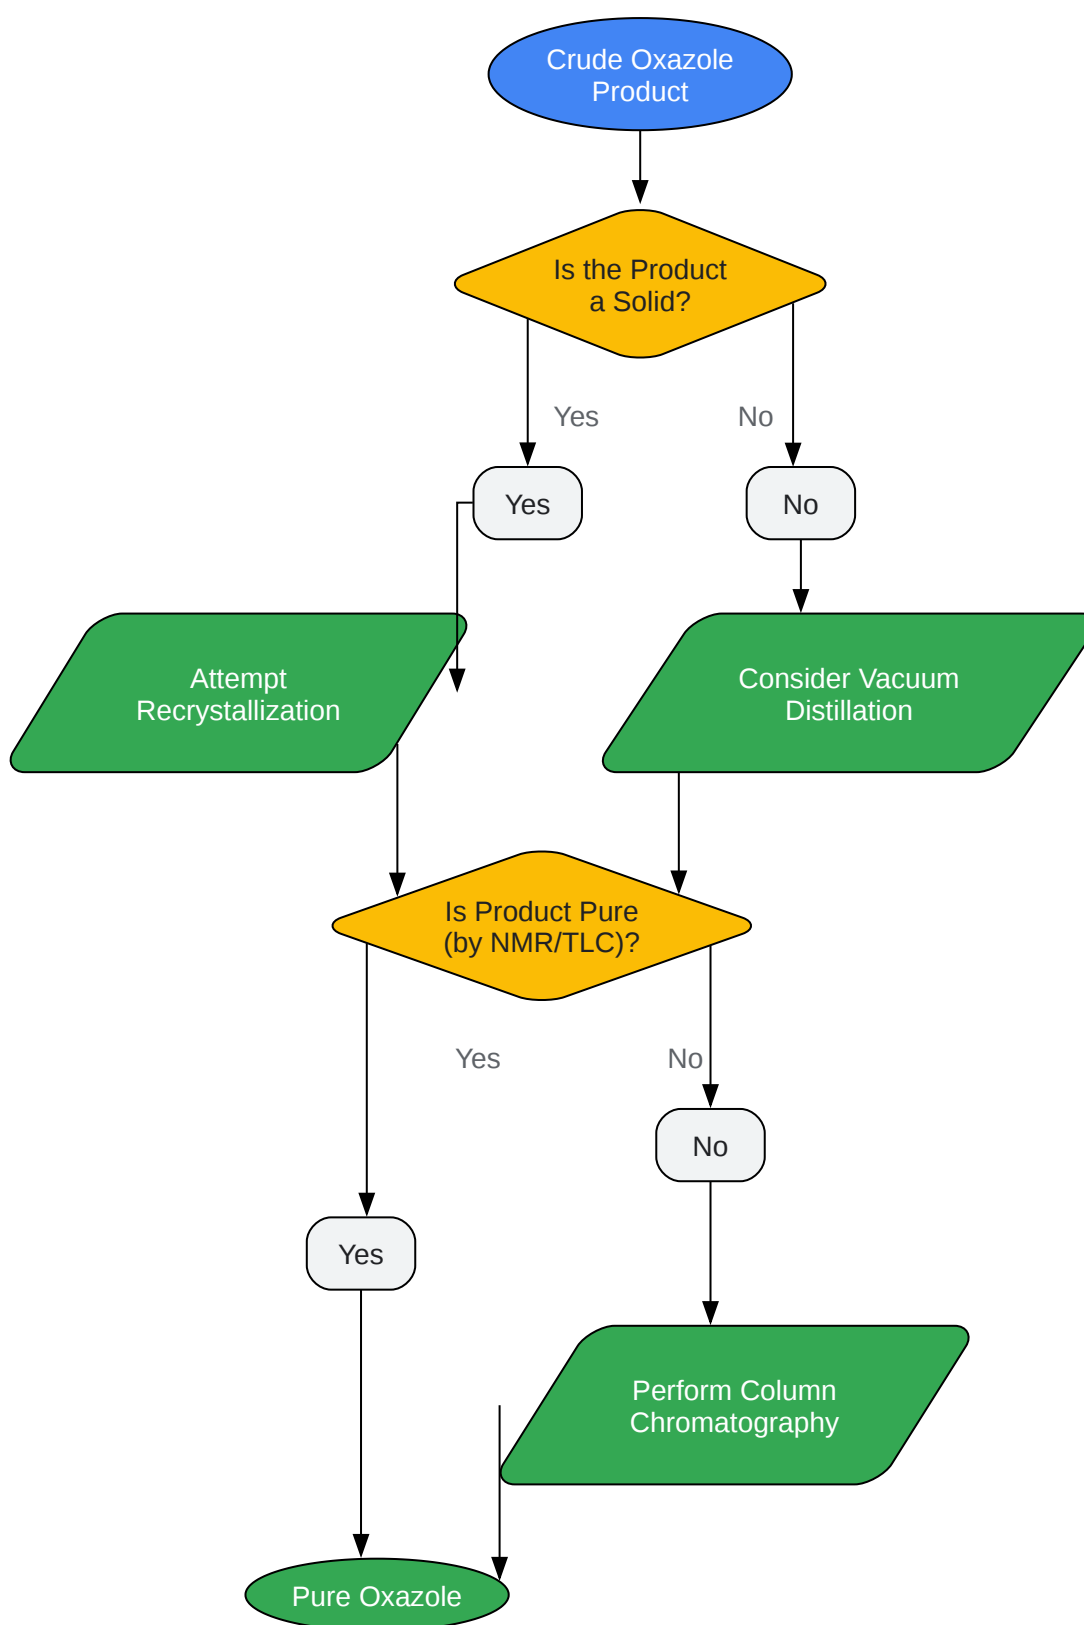 Crude Oxazole
Product
Is the Product
a Solid?
Yes
No
Yes
No
Attempt
Recrystallization
Consider Vacuum
Distillation
Is Product Pure
(by NMR/TLC)?
Yes
No
No
Yes
Perform Column
Chromatography
Pure Oxazole